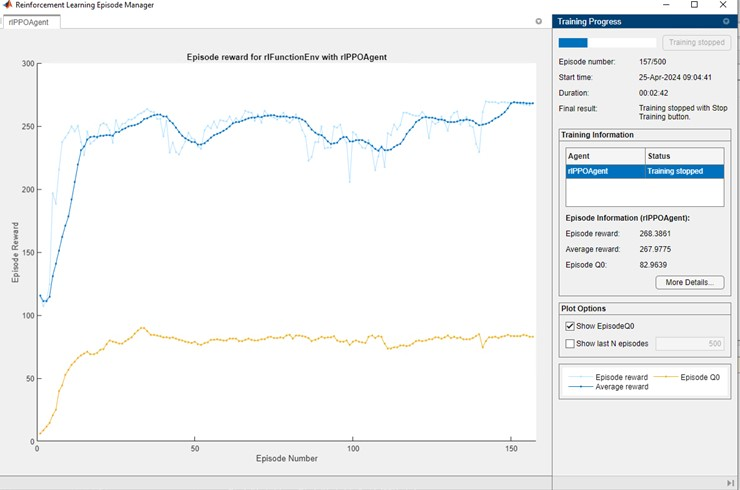 Reinforcement Learning Episode Manager
rlPPOAgent
Episode reward for rlFunctionEnv with rlPPOAgent
300
250
200
150
100
50
0
Episode Reward
0
50
100
150
Episode Number
Training Progress
Training stopped
Episode number:
157/500
Start time:
25-Apr-2024 09:04:41
Duration:
00:02:42
Final result:
Training stopped with Stop
Training button.
Training Information
Agent
Status
rlPPOAgent
Training stopped
Episode Information (rlPPOAgent):
Episode reward:
268.3861
Average reward:
267.9775
Episode Q0:
82.9639
More Details...
Plot Options
Show EpisodeQ0
Show last N episodes
500
Episode reward
Episode Q0
Average reward